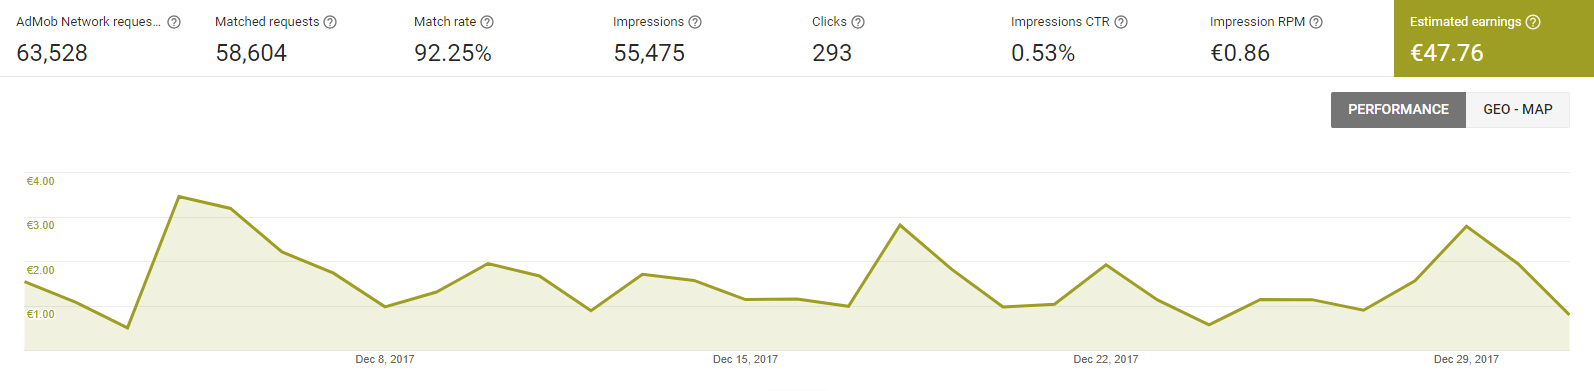 AdMob Network reques... Matched requests Match rate Impressions Clicks Impressions CTR Impression RPM Estimated earnings
63,528 58,604 92.25% 55,475 293 0.53% €0.86 €47.76
PERFORMANCE GEO - MAP
€4.00
€3.00
€2.00
€1.00
Dec 8, 2017 Dec 15, 2017 Dec 22, 2017 Dec 29, 2017